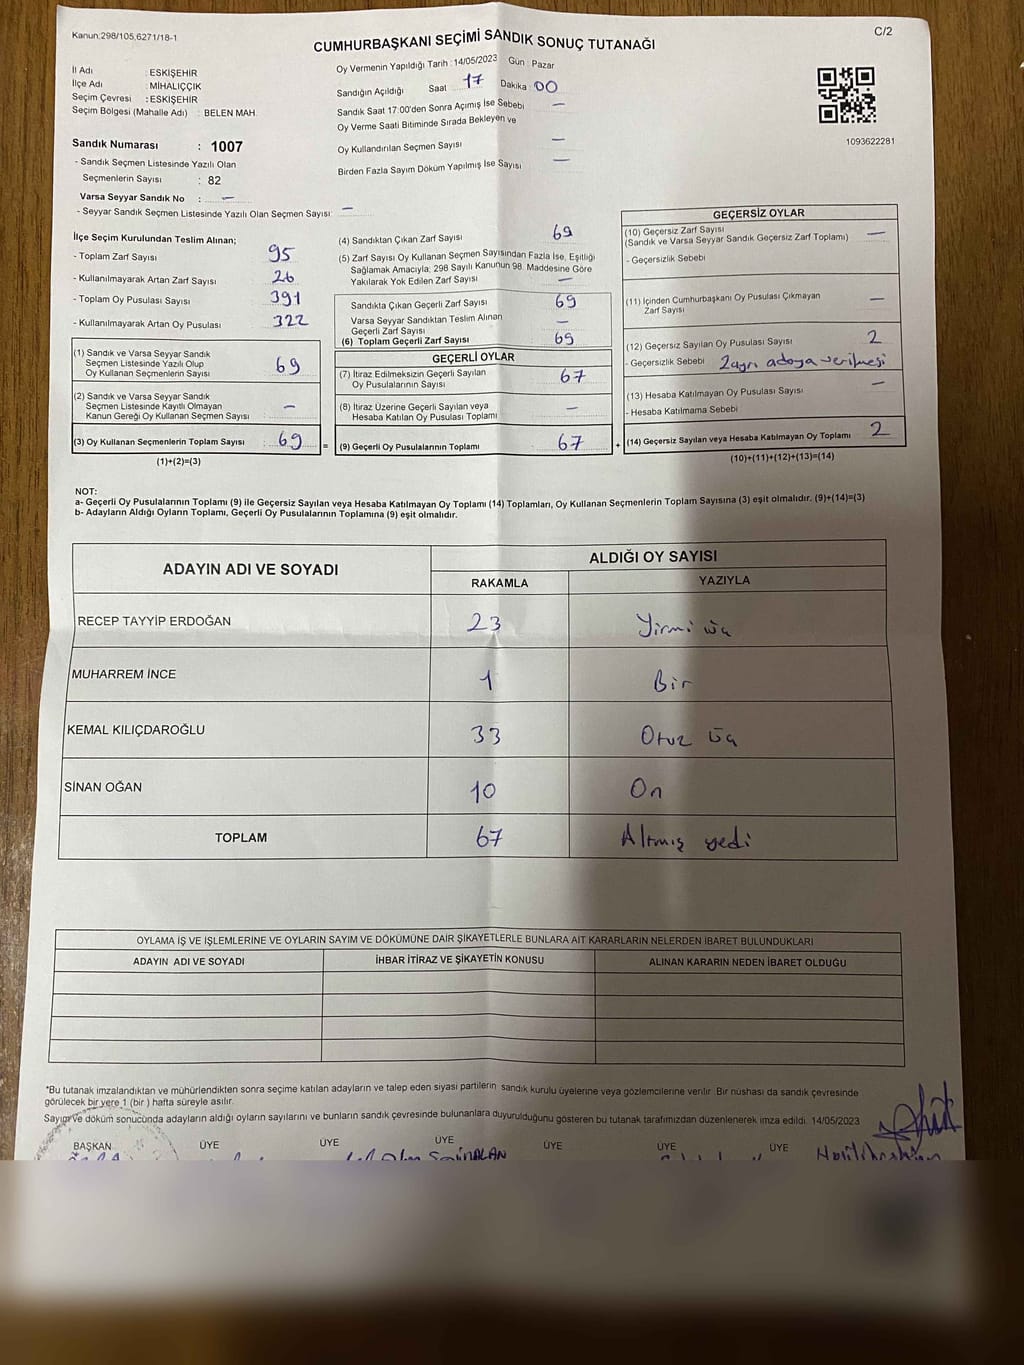 Kanun:298/105,6271/18-1
C/2
CUMHURBAŞKANI SEÇİMİ SANDIK SONUÇ TUTANAĞI
İl Adı : ESKİŞEHİR
İlçe Adı : MİHALIÇÇIK
Seçim Çevresi : ESKİŞEHİR
Seçim Bölgesi (Mahalle Adı) : BELEN MAH.
Sandık Numarası : 1007
- Sandık Seçmen Listesinde Yazılı Olan
Seçmenlerin Sayısı : 82
Varsa Seyyar Sandık No : —
- Seyyar Sandık Seçmen Listesinde Yazılı Olan Seçmen Sayısı: —
Oy Vermenin Yapıldığı Tarih : 14/05/2023 Gün : Pazar
Sandığın Açıldığı Saat 17 Dakika : 00
Sandık Saat 17:00'den Sonra Açımış İse Sebebi —
Oy Verme Saati Bitiminde Sırada Bekleyen ve
Oy Kullandırılan Seçmen Sayısı —
Birden Fazla Sayım Döküm Yapılmış İse Sayısı —
1093622281
İlçe Seçim Kurulundan Teslim Alınan;
- Toplam Zarf Sayısı 95
- Kullanılmayarak Artan Zarf Sayısı 26
- Toplam Oy Pusulası Sayısı 391
- Kullanılmayarak Artan Oy Pusulası 322
(1) Sandık ve Varsa Seyyar Sandık
Seçmen Listesinde Yazılı Olup
Oy Kullanan Seçmenlerin Sayısı 69
(2) Sandık ve Varsa Seyyar Sandık
Seçmen Listesinde Kayıtlı Olmayan
Kanun Gereği Oy Kullanan Seçmen Sayısı —
(3) Oy Kullanan Seçmenlerin Toplam Sayısı : 69 =
(1)+(2)=(3)
(4) Sandıktan Çıkan Zarf Sayısı 69
(5) Zarf Sayısı Oy Kullanan Seçmen Sayısından Fazla İse, Eşitliği
Sağlamak Amacıyla; 298 Sayılı Kanunun 98. Maddesine Göre
Yakılarak Yok Edilen Zarf Sayısı —
Sandıkta Çıkan Geçerli Zarf Sayısı 69
Varsa Seyyar Sandıktan Teslim Alınan
Geçerli Zarf Sayısı —
(6) Toplam Geçerli Zarf Sayısı 69
GEÇERLİ OYLAR
(7) İtiraz Edilmeksizin Geçerli Sayılan
Oy Pusulalarının Sayısı 67
(8) İtiraz Üzerine Geçerli Sayılan veya
Hesaba Katılan Oy Pusulası Toplamı —
(9) Geçerli Oy Pusulalarının Toplamı 67 +
GEÇERSİZ OYLAR
(10) Geçersiz Zarf Sayısı —
(Sandık ve Varsa Seyyar Sandık Geçersiz Zarf Toplamı)
- Geçersizlik Sebebi
(11) İçinden Cumhurbaşkanı Oy Pusulası Çıkmayan
Zarf Sayısı —
(12) Geçersiz Sayılan Oy Pusulası Sayısı 2
- Geçersizlik Sebebi 2 ayrı adaya verilmesi
(13) Hesaba Katılmayan Oy Pusulası Sayısı —
- Hesaba Katılmama Sebebi
(14) Geçersiz Sayılan veya Hesaba Katılmayan Oy Toplamı 2
(10)+(11)+(12)+(13)=(14)
NOT:
a- Geçerli Oy Pusulalarının Toplamı (9) ile Geçersiz Sayılan veya Hesaba Katılmayan Oy Toplamı (14) Toplamları, Oy Kullanan Seçmenlerin Toplam Sayısına (3) eşit olmalıdır. (9)+(14)=(3)
b- Adayların Aldığı Oyların Toplamı, Geçerli Oy Pusulalarının Toplamına (9) eşit olmalıdır.
ADAYIN ADI VE SOYADI ALDIĞI OY SAYISI
RAKAMLA YAZIYLA
RECEP TAYYİP ERDOĞAN 23 Yirmi üç
MUHARREM İNCE 1 Bir
KEMAL KILIÇDAROĞLU 33 Otuz üç
SİNAN OĞAN 10 On
TOPLAM 67 Altmış yedi
OYLAMA İŞ VE İŞLEMLERİNE VE OYLARIN SAYIM VE DÖKÜMÜNE DAİR ŞİKAYETLERLE BUNLARA AİT KARARLARIN NELERDEN İBARET BULUNDUKLARI
ADAYIN ADI VE SOYADI İHBAR İTİRAZ VE ŞİKAYETİN KONUSU ALINAN KARARIN NEDEN İBARET OLDUĞU
*Bu tutanak imzalandıktan ve mühürlendikten sonra seçime katılan adayların ve talep eden siyasi partilerin sandık kurulu üyelerine veya gözlemcilerine verilir. Bir nüshası da sandık çevresinde
görülecek bir yere 1 (bir ) hafta süreyle asılır.
Sayım ve döküm sonucunda adayların aldığı oyların sayılarını ve bunların sandık çevresinde bulunanlara duyurulduğunu gösteren bu tutanak tarafımızdan düzenlenerek imza edildi. 14/05/2023
BAŞKAN ÜYE ÜYE ÜYE ÜYE ÜYE ÜYE